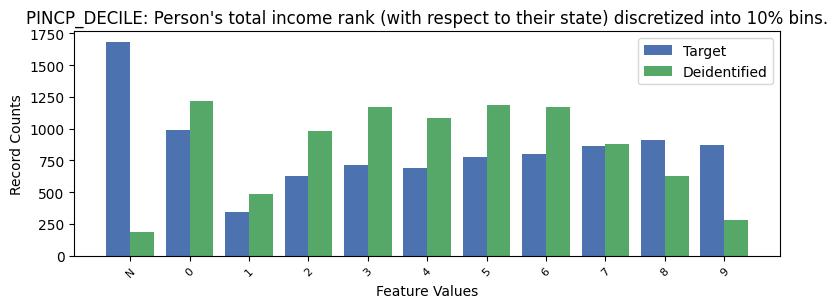 PINCP_DECILE: Person's total income rank (with respect to their state) discretized into 10% bins.
1750
1500
1250
1000
750
500
250
0
Record Counts
Target
Deidentified
N 0 1 2 3 4 5 6 7 8 9
Feature Values